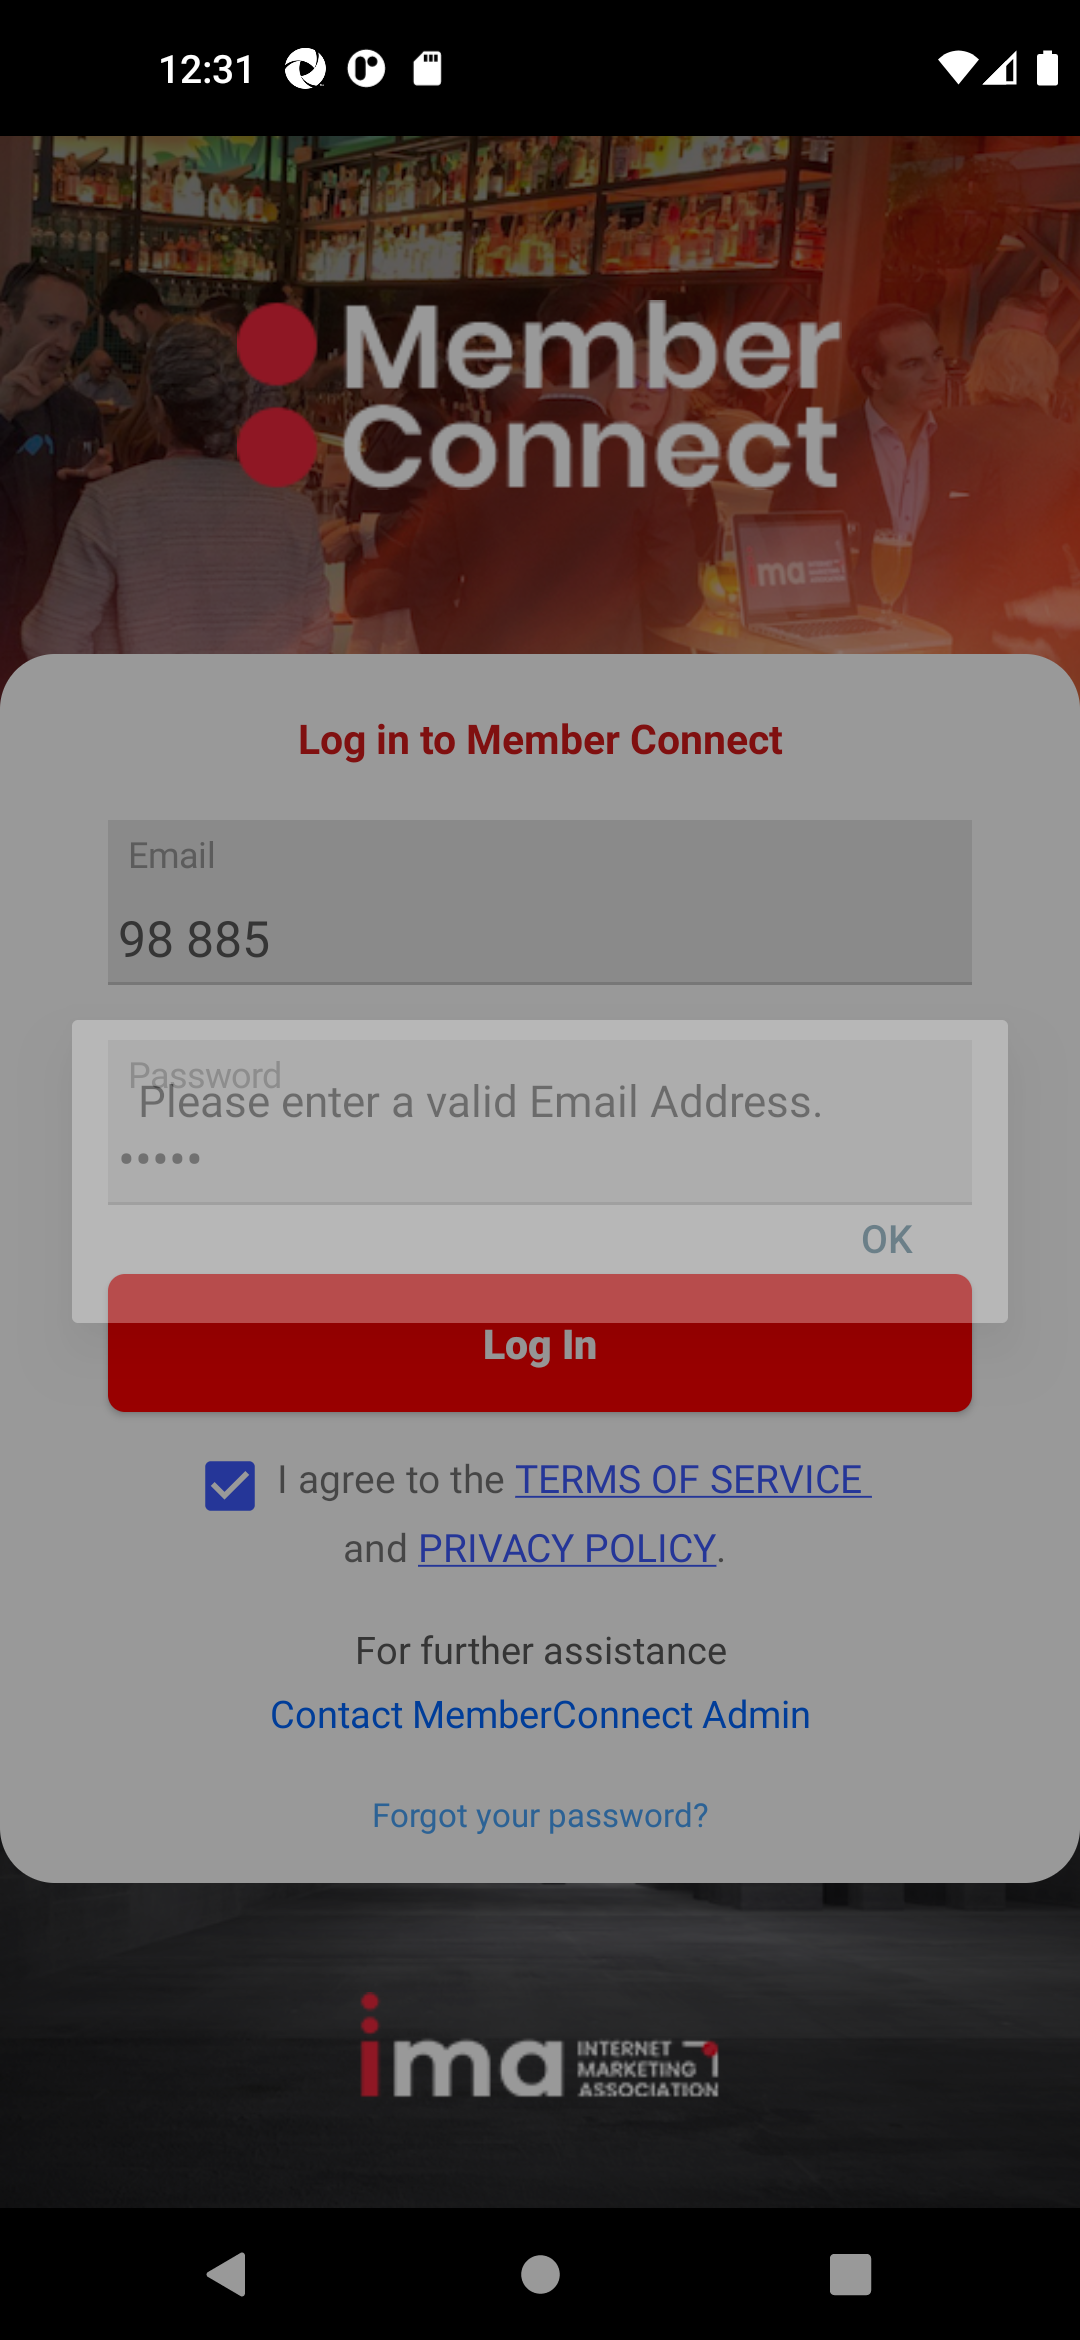 12:31
Member
Connect
ima
Log in to Member Connect
Email
98 885
Password
Please enter a valid Email Address.
•••••
OK
Log In
I agree to the TERMS OF SERVICE
and PRIVACY POLICY.
For further assistance
Contact MemberConnect Admin
Forgot your password?
ima INTERNET
MARKETING
ASSOCIATION